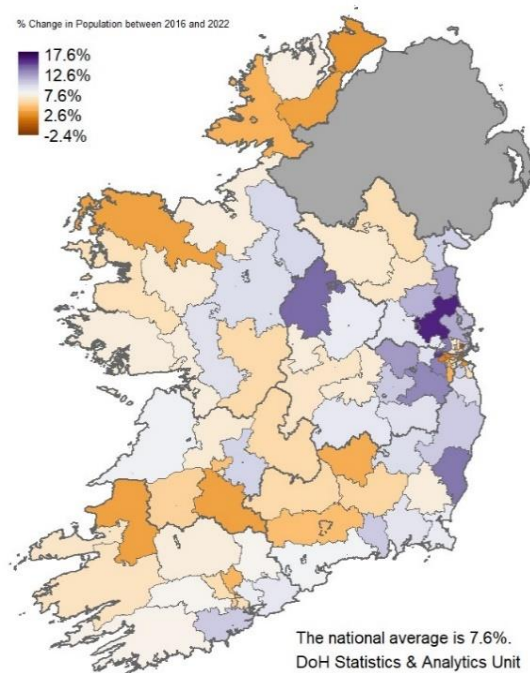 % Change in Population between 2016 and 2022
17.6%
12.6%
7.6%
2.6%
-2.4%
The national average is 7.6%.
DoH Statistics & Analytics Unit